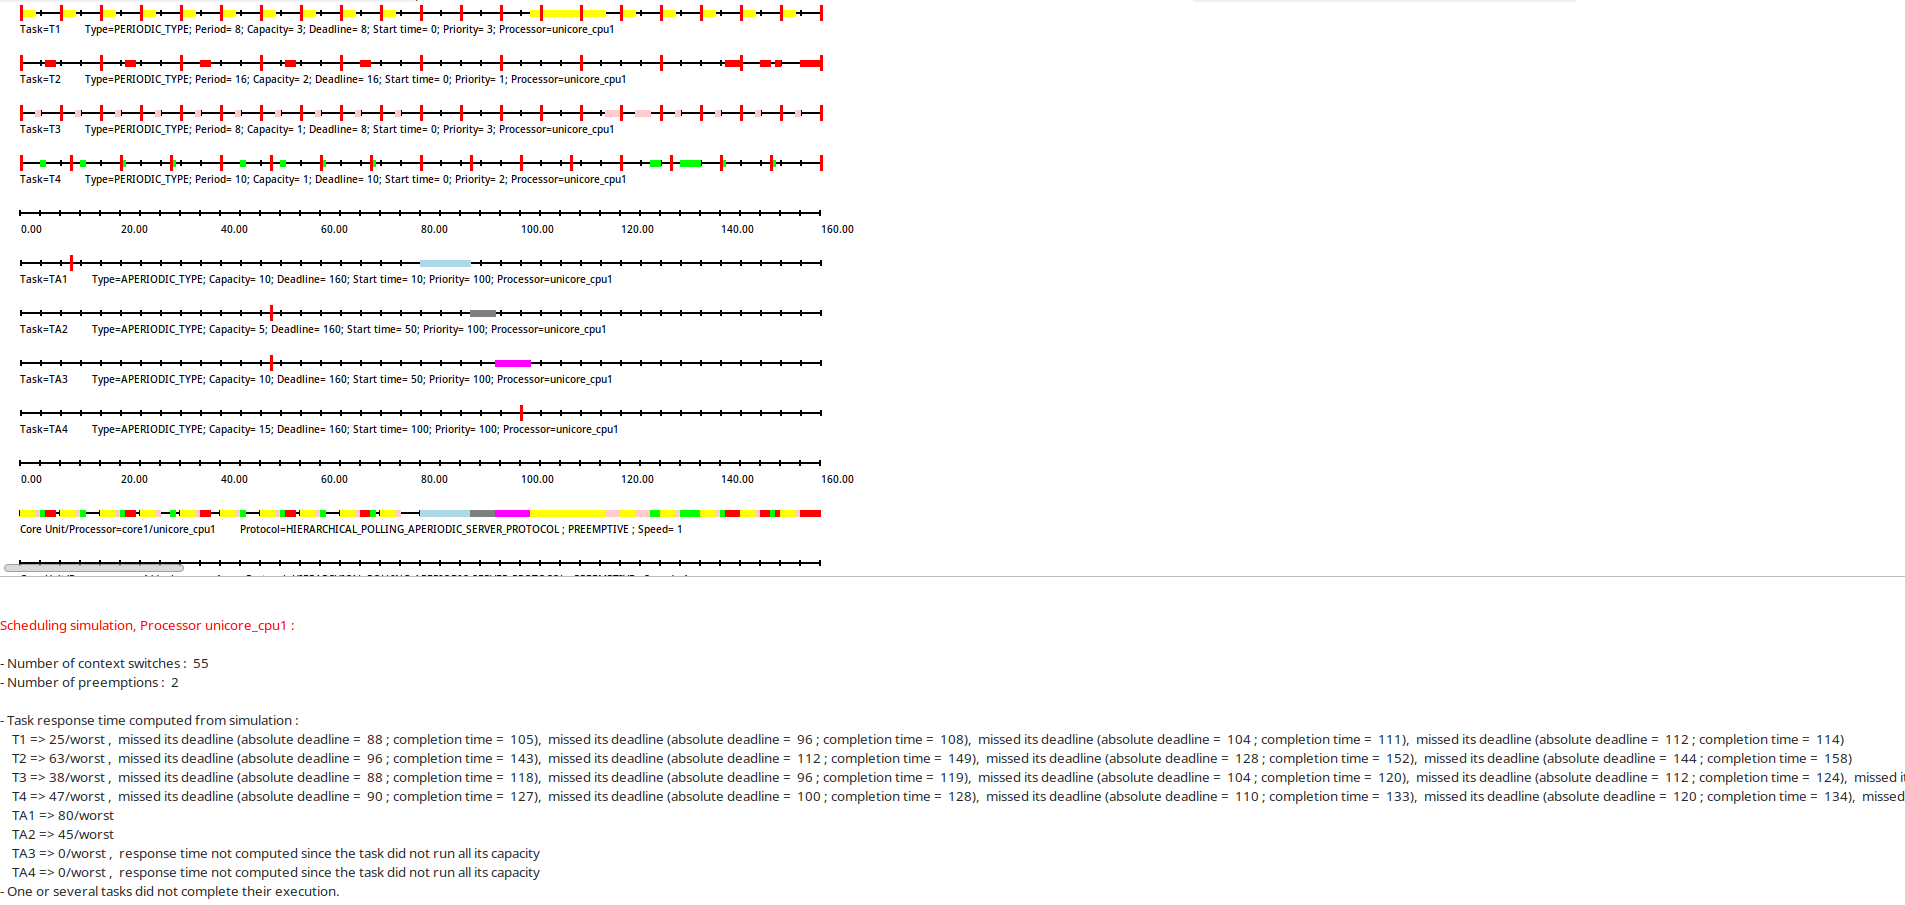 Task=T1 Type=PERIODIC_TYPE; Period= 8; Capacity= 3; Deadline= 8; Start time= 0; Priority= 3; Processor=unicore_cpu1
Task=T2 Type=PERIODIC_TYPE; Period= 16; Capacity= 2; Deadline= 16; Start time= 0; Priority= 1; Processor=unicore_cpu1
Task=T3 Type=PERIODIC_TYPE; Period= 8; Capacity= 1; Deadline= 8; Start time= 0; Priority= 3; Processor=unicore_cpu1
Task=T4 Type=PERIODIC_TYPE; Period= 10; Capacity= 1; Deadline= 10; Start time= 0; Priority= 2; Processor=unicore_cpu1
0.00 20.00 40.00 60.00 80.00 100.00 120.00 140.00 160.00
Task=TA1 Type=APERIODIC_TYPE; Capacity= 10; Deadline= 160; Start time= 10; Priority= 100; Processor=unicore_cpu1
Task=TA2 Type=APERIODIC_TYPE; Capacity= 5; Deadline= 160; Start time= 50; Priority= 100; Processor=unicore_cpu1
Task=TA3 Type=APERIODIC_TYPE; Capacity= 10; Deadline= 160; Start time= 50; Priority= 100; Processor=unicore_cpu1
Task=TA4 Type=APERIODIC_TYPE; Capacity= 15; Deadline= 160; Start time= 100; Priority= 100; Processor=unicore_cpu1
0.00 20.00 40.00 60.00 80.00 100.00 120.00 140.00 160.00
Core Unit/Processor=core1/unicore_cpu1 Protocol=HIERARCHICAL_POLLING_APERIODIC_SERVER_PROTOCOL ; PREEMPTIVE ; Speed= 1
Scheduling simulation, Processor unicore_cpu1 :
- Number of context switches : 55
- Number of preemptions : 2
- Task response time computed from simulation :
T1 => 25/worst , missed its deadline (absolute deadline = 88 ; completion time = 105), missed its deadline (absolute deadline = 96 ; completion time = 108), missed its deadline (absolute deadline = 104 ; completion time = 111), missed its deadline (absolute deadline = 112 ; completion time = 114)
T2 => 63/worst , missed its deadline (absolute deadline = 96 ; completion time = 143), missed its deadline (absolute deadline = 112 ; completion time = 149), missed its deadline (absolute deadline = 128 ; completion time = 152), missed its deadline (absolute deadline = 144 ; completion time = 158)
T3 => 38/worst , missed its deadline (absolute deadline = 88 ; completion time = 118), missed its deadline (absolute deadline = 96 ; completion time = 119), missed its deadline (absolute deadline = 104 ; completion time = 120), missed its deadline (absolute deadline = 112 ; completion time = 124), missed
T4 => 47/worst , missed its deadline (absolute deadline = 90 ; completion time = 127), missed its deadline (absolute deadline = 100 ; completion time = 128), missed its deadline (absolute deadline = 110 ; completion time = 133), missed its deadline (absolute deadline = 120 ; completion time = 134), missed
TA1 => 80/worst
TA2 => 45/worst
TA3 => 0/worst , response time not computed since the task did not run all its capacity
TA4 => 0/worst , response time not computed since the task did not run all its capacity
- One or several tasks did not complete their execution.